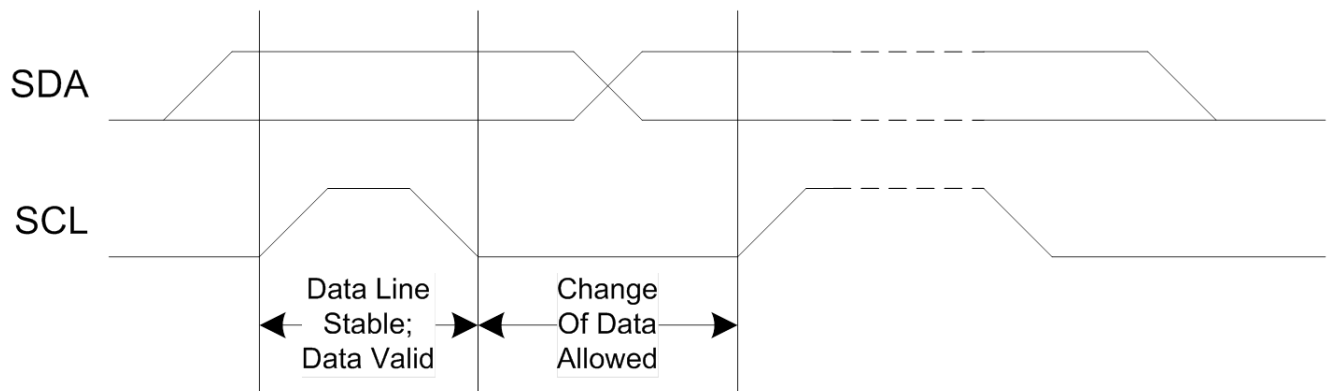 SDA
SCL
Data Line
Stable;
Data Valid
Change
Of Data
Allowed